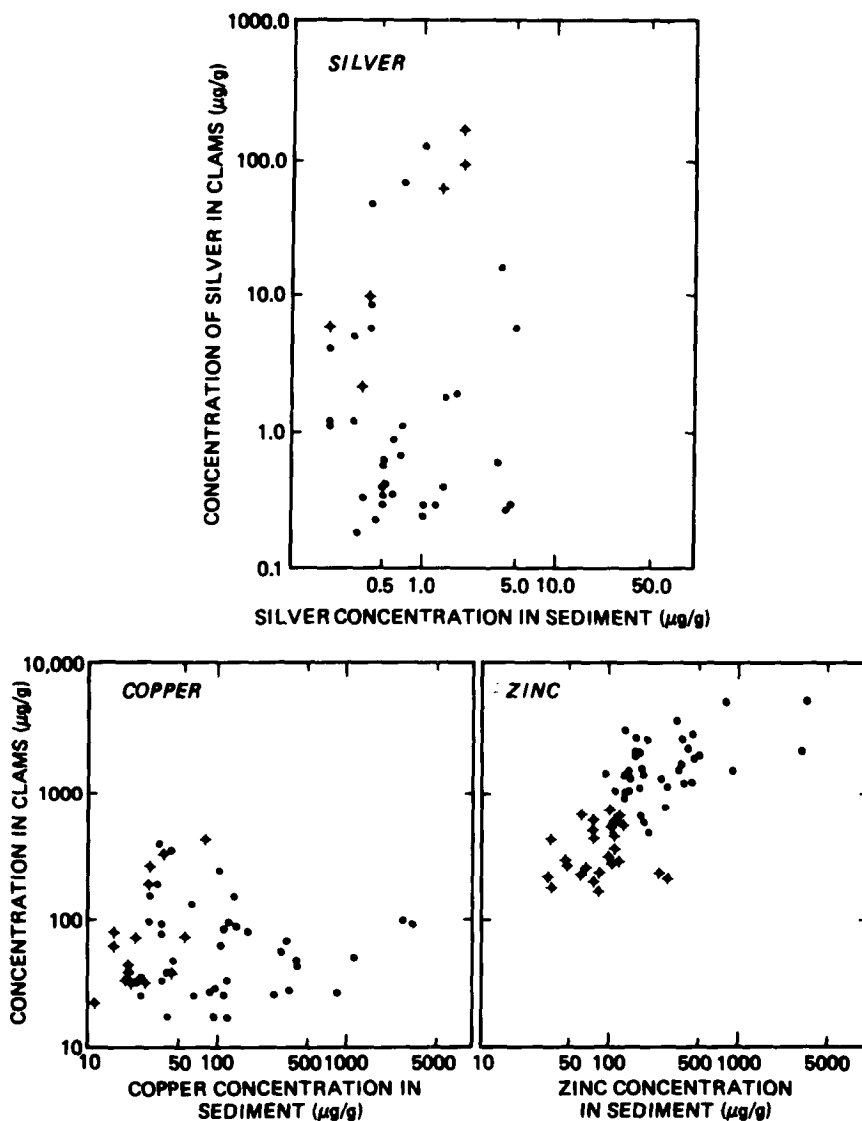 SILVER
1000.0
100.0
10.0
1.0
0.1
CONCENTRATION OF SILVER IN CLAMS (µg/g)
0.5 1.0 5.0 10.0 50.0
SILVER CONCENTRATION IN SEDIMENT (µg/g)
COPPER
10,000
1000
100
10
CONCENTRATION IN CLAMS (µg/g)
10 50 100 500 1000 5000
COPPER CONCENTRATION IN
SEDIMENT (µg/g)
ZINC
10 50 100 500 1000 5000
ZINC CONCENTRATION
IN SEDIMENT (µg/g)